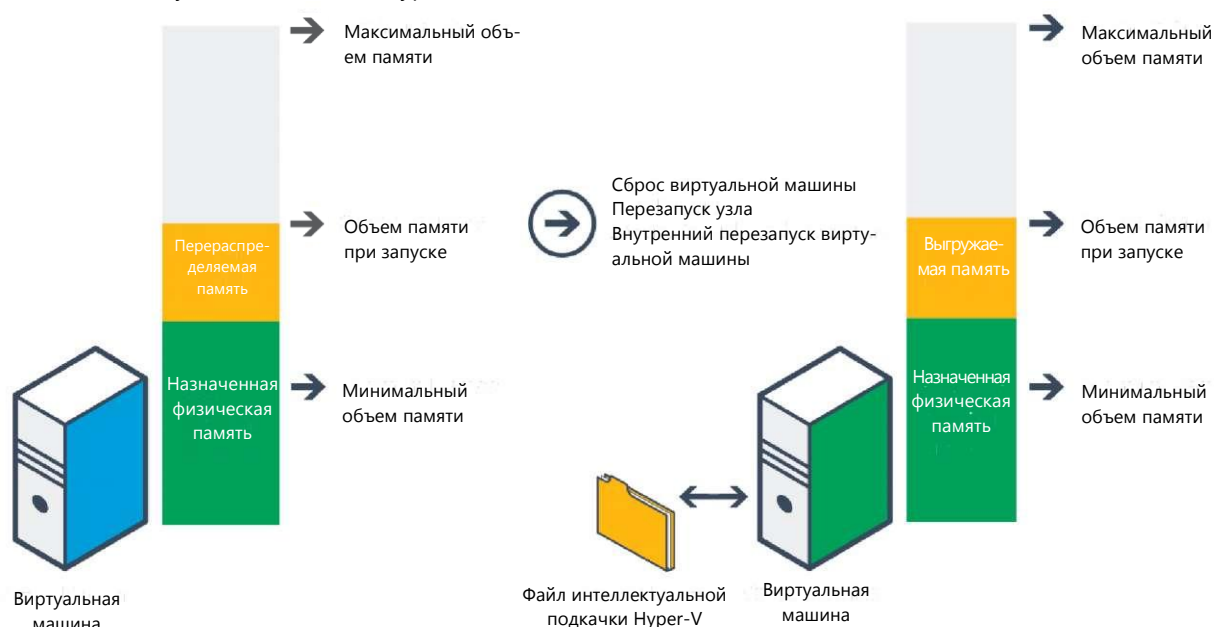 Максимальный объ-
ем памяти
Объем памяти
при запуске
Перераспре-
деляемая
память
Назначенная
физическая
память
Минимальный
объем памяти
Виртуальная
машина
Сброс виртуальной машины
Перезапуск узла
Внутренний перезапуск вирту-
альной машины
Файл интеллектуальной
подкачки Hyper-V
Максимальный
объем памяти
Выгружае-
мая память
Объем памяти
при запуске
Назначенная
физическая
память
Минимальный
объем памяти
Виртуальная
машина